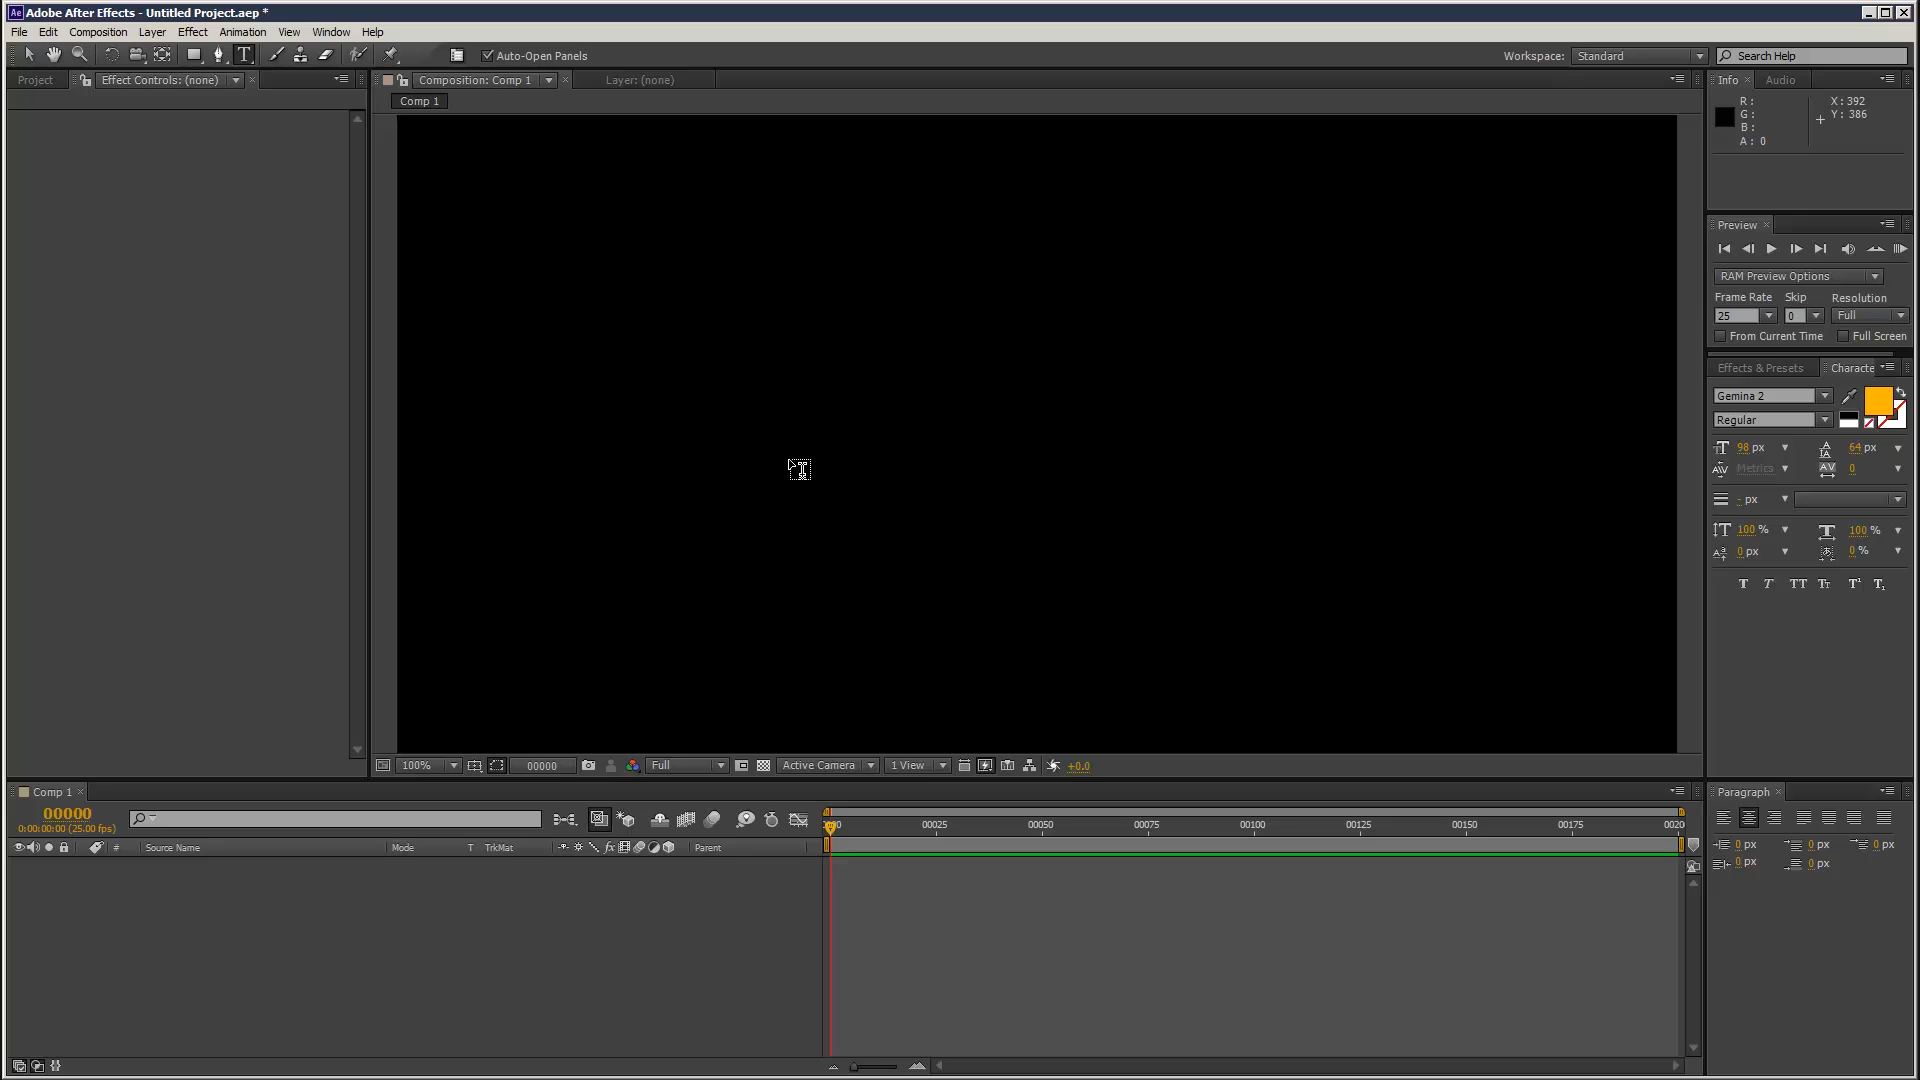 Adobe After Effects - Untitled Project.aep *
File Edit Composition Layer Effect Animation View Window Help
Auto-Open Panels
Workspace: Standard
Search Help
Project
Effect Controls: (none)
Composition: Comp 1
Layer: (none)
Comp 1
Info
Audio
R:
G:
B:
A: 0
X: 392
Y: 386
Preview
RAM Preview Options
Frame Rate Skip Resolution
25 0 Full
From Current Time Full Screen
Effects & Presets
Characte
Gemina 2
Regular
98 px
64 px
Metrics
0
- px
100 %
100 %
0 px
0 %
100%
00000
Full
Active Camera
1 View
+0.0
Comp 1
00000
0:00:00:00 (25.00 fps)
# Source Name Mode T TrkMat Parent
00025 00050 00075 00100 00125 00150 00175 0020
Paragraph
0 px 0 px 0 px
0 px 0 px